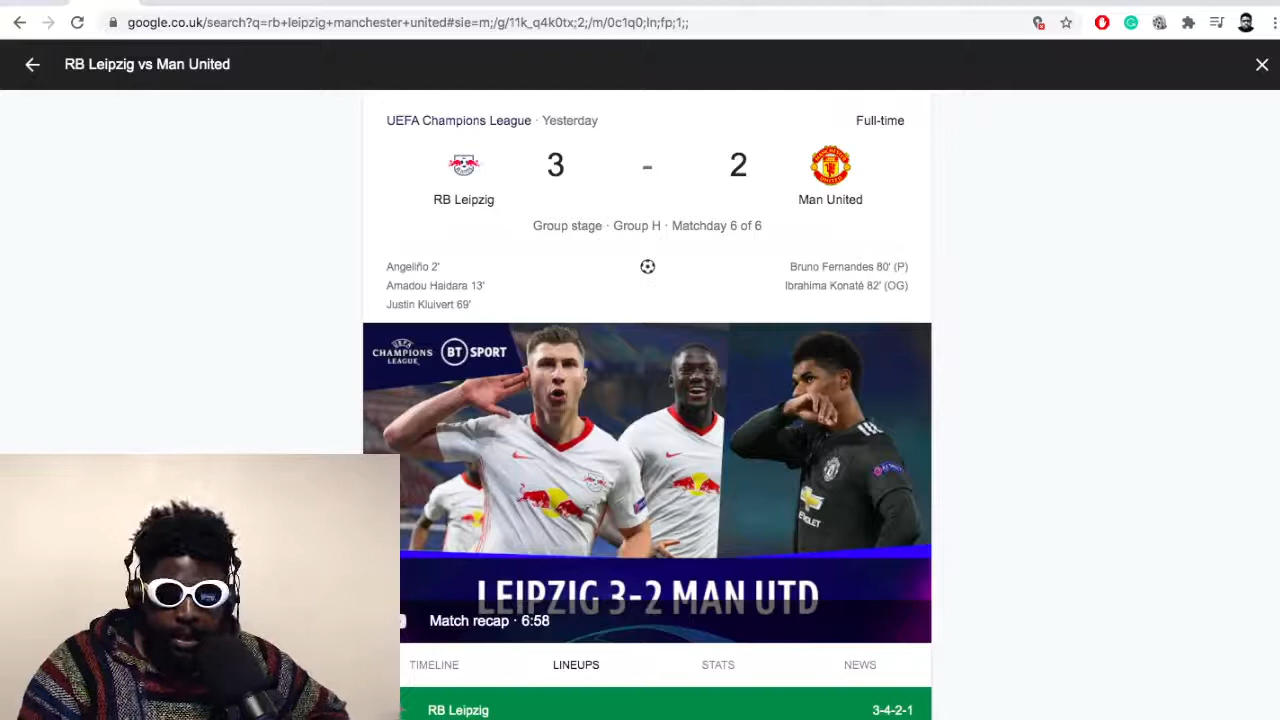 google.co.uk/search?q=rb+leipzig+manchester+united#sie=m;/g/11k_q4k0tx;2;/m/0c1q0;ln;fp;1;;
RB Leipzig vs Man United
UEFA Champions League · Yesterday
Full-time
3 - 2
RB Leipzig
Man United
Group stage · Group H · Matchday 6 of 6
Angeliño 2'
Bruno Fernandes 80' (P)
Amadou Haidara 13'
Ibrahima Konaté 82' (OG)
Justin Kluivert 69'
UEFA
CHAMPIONS
LEAGUE
BT SPORT
CHEVROLET
LEIPZIG 3-2 MAN UTD
Match recap · 6:58
TIMELINE
LINEUPS
STATS
NEWS
RB Leipzig
3-4-2-1